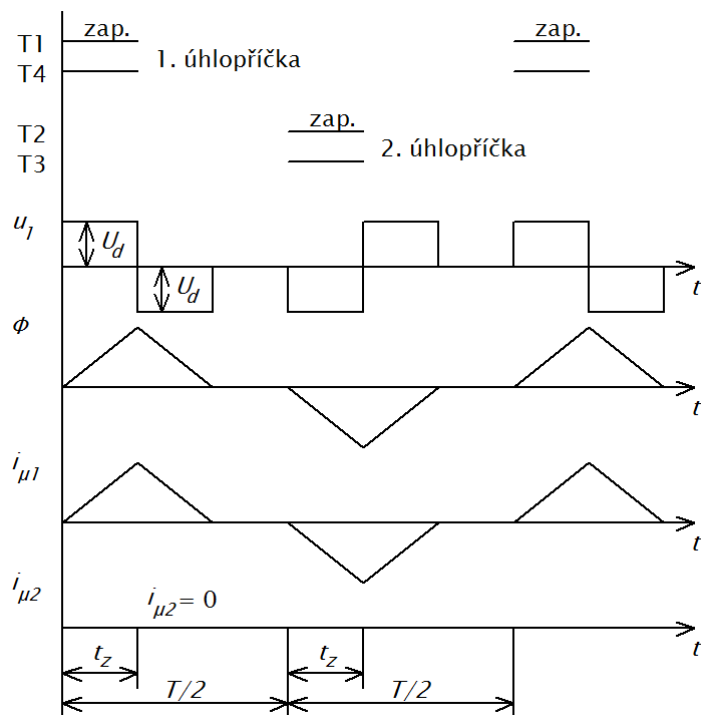 zap.
zap.
T1
1. úhlopříčka
T4
zap.
T2
2. úhlopříčka
T3
u1
Ud
Ud
t
ϕ
t
iμ1
t
iμ2
iμ2 = 0
t
tz
tz
T/2
T/2